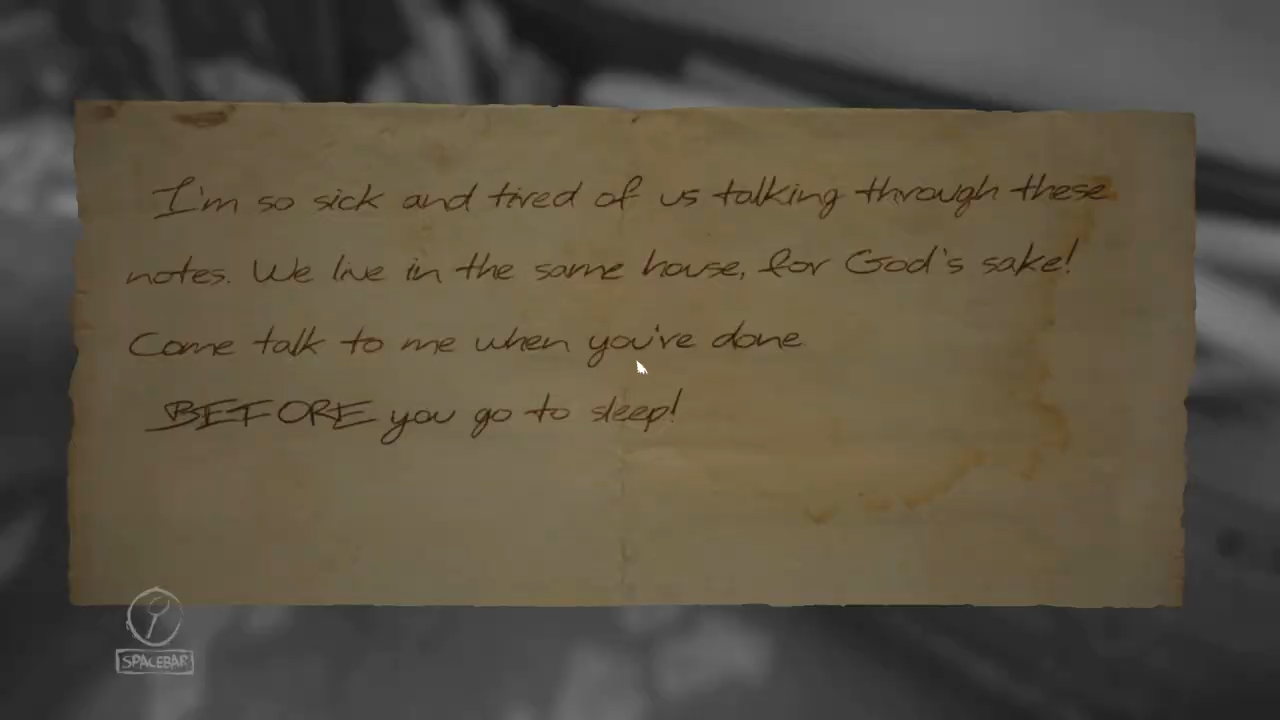 I'm so sick and tired of us talking through these
notes. We live in the same house, for God's sake!
Come talk to me when you're done.
BEFORE you go to sleep!
SPACEBAR